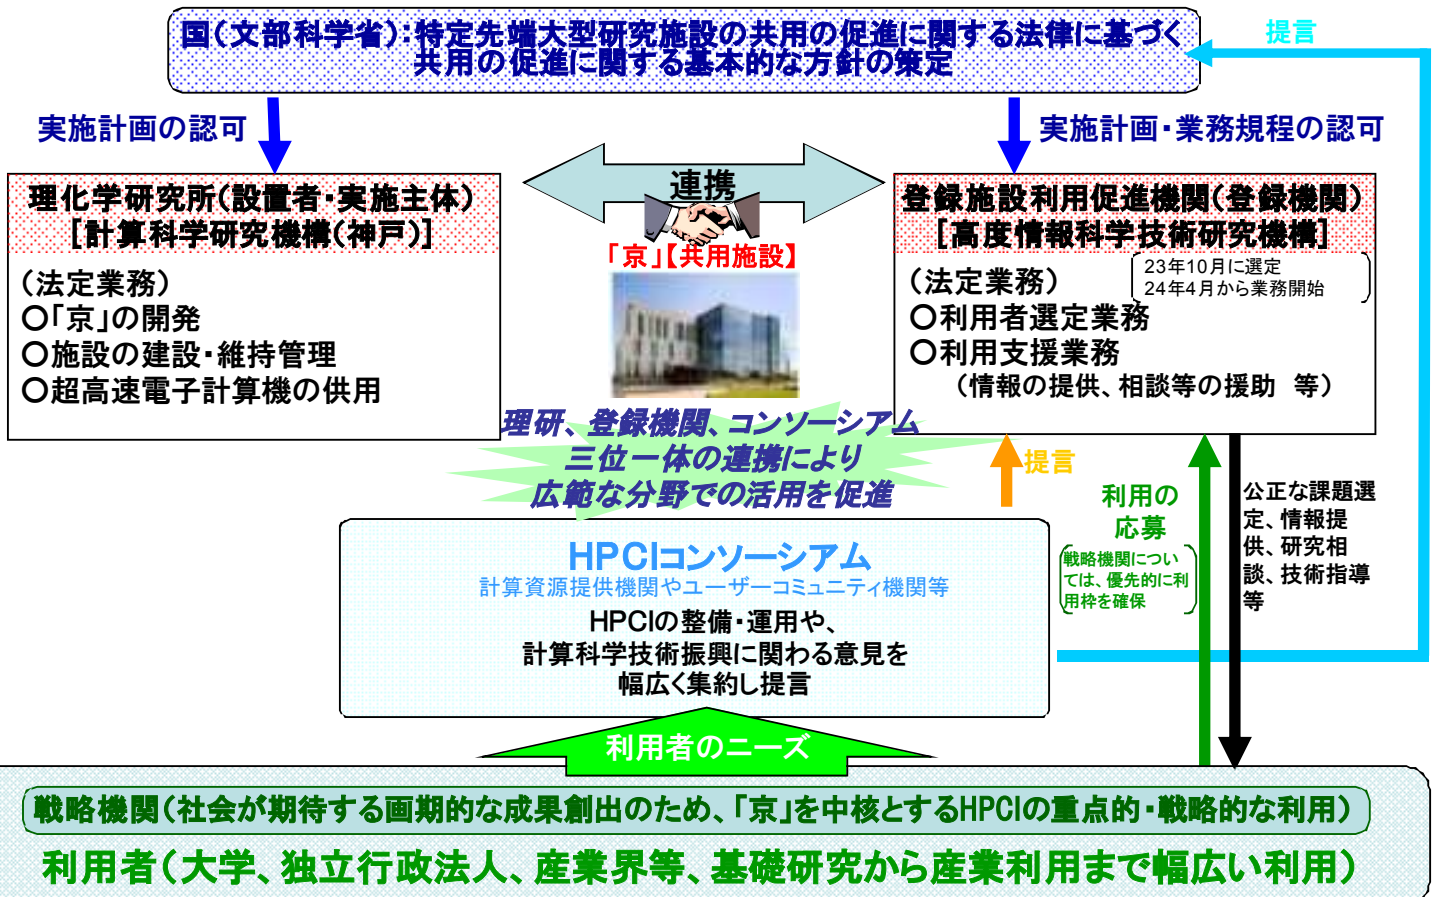 国(文部科学省):特定先端大型研究施設の共用の促進に関する法律に基づく
共用の促進に関する基本的な方針の策定
提言
実施計画の認可
実施計画・業務規程の認可
連携
理化学研究所(設置者・実施主体)
[計算科学研究機構(神戸)]
(法定業務)
○「京」の開発
○施設の建設・維持管理
○超高速電子計算機の供用
「京」【共用施設】
登録施設利用促進機関(登録機関)
[高度情報科学技術研究機構]
23年10月に選定
24年4月から業務開始
(法定業務)
○利用者選定業務
○利用支援業務
(情報の提供、相談等の援助 等)
理研、登録機関、コンソーシアム
三位一体の連携により
広範な分野での活用を促進
提言
利用の
応募
戦略機関につい
ては、優先的に利
用枠を確保
公正な課題選
定、情報提
供、研究相
談、技術指導
等
HPCIコンソーシアム
計算資源提供機関やユーザーコミュニティ機関等
HPCIの整備・運用や、
計算科学技術振興に関わる意見を
幅広く集約し提言
利用者のニーズ
戦略機関(社会が期待する画期的な成果創出のため、「京」を中核とするHPCIの重点的・戦略的な利用)
利用者(大学、独立行政法人、産業界等、基礎研究から産業利用まで幅広い利用)